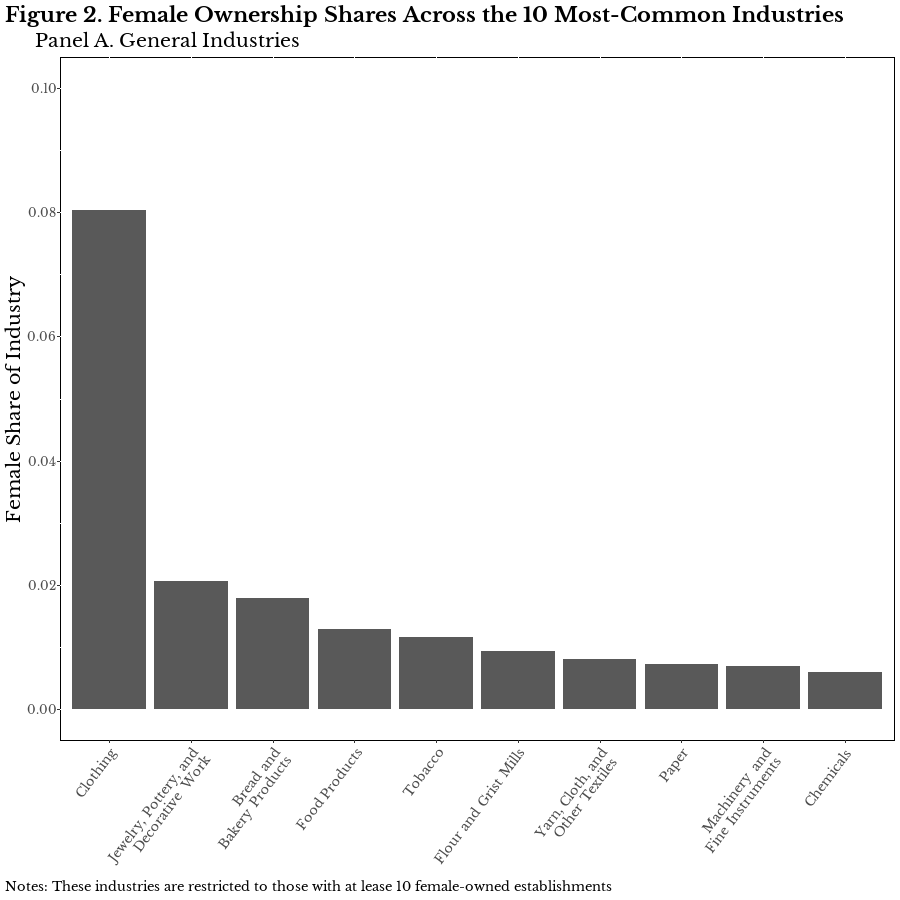 Figure 2. Female Ownership Shares Across the 10 Most-Common Industries
Panel A. General Industries
Female Share of Industry
0.10
0.08
0.06
0.04
0.02
0.00
Clothing
Jewelry, Pottery, and
Decorative Work
Bread and
Bakery Products
Food Products
Tobacco
Flour and Grist Mills
Yarn, Cloth, and
Other Textiles
Paper
Machinery and
Fine Instruments
Chemicals
Notes: These industries are restricted to those with at lease 10 female-owned establishments